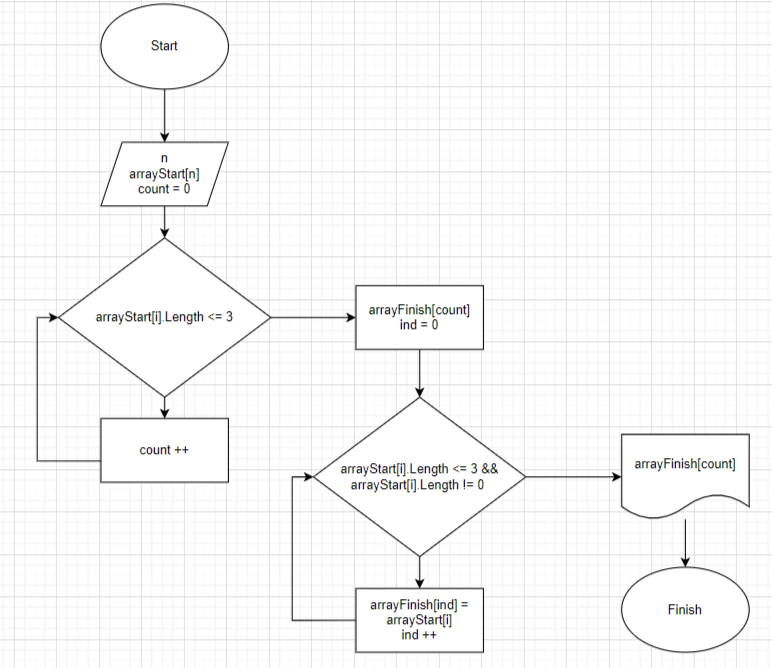 Start
n
arrayStart[n]
count = 0
arrayStart[i].Length <= 3
count ++
arrayFinish[count]
ind = 0
arrayStart[i].Length <= 3 &&
arrayStart[i].Length != 0
arrayFinish[ind] =
arrayStart[i]
ind ++
arrayFinish[count]
Finish